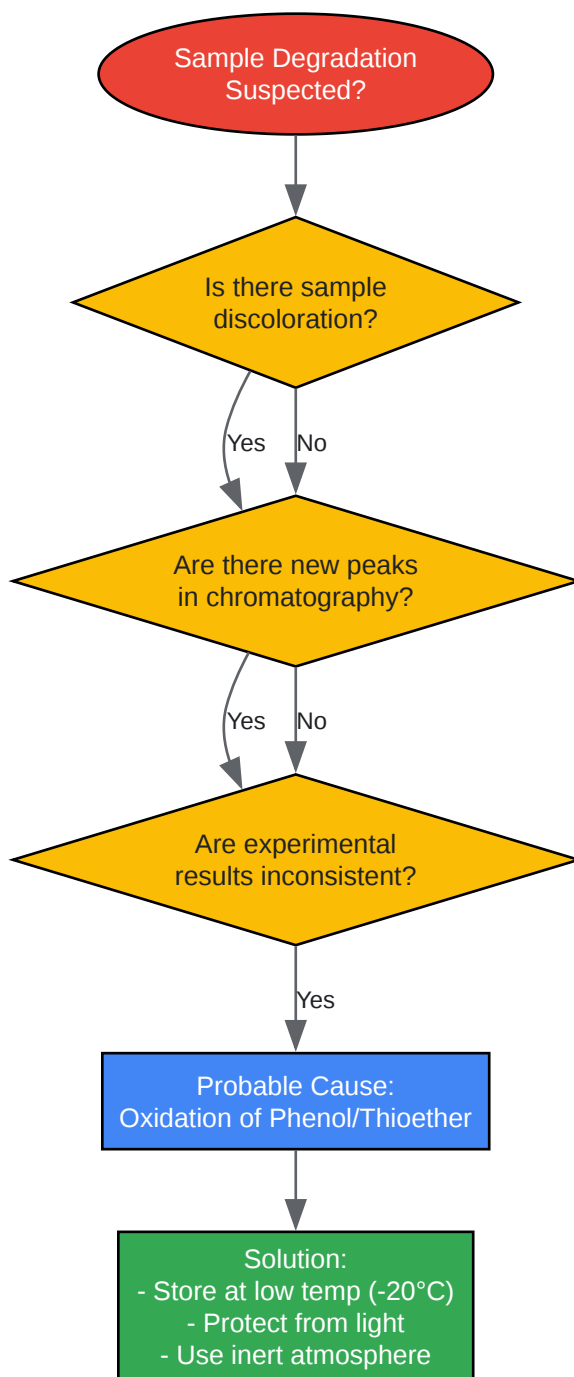 Sample Degradation
Suspected?
Is there sample
discoloration?
Yes
No
Are there new peaks
in chromatography?
Yes
No
Are experimental
results inconsistent?
Yes
Probable Cause:
Oxidation of Phenol/Thioether
Solution:
- Store at low temp (-20°C)
- Protect from light
- Use inert atmosphere